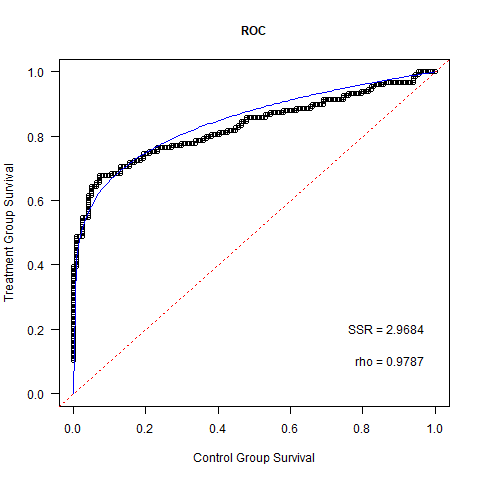 ROC
Treatment Group Survival
1.0
0.8
0.6
0.4
0.2
0.0
SSR = 2.9684
rho = 0.9787
0.0 0.2 0.4 0.6 0.8 1.0
Control Group Survival